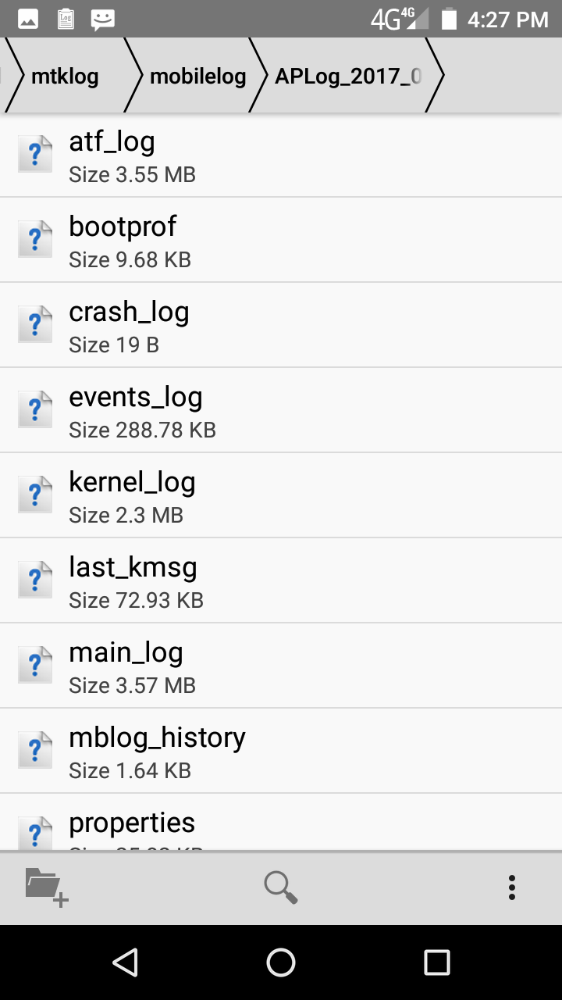 Log
4G 4G 4:27 PM
mtklog mobilelog APLog_2017_0
atf_log
Size 3.55 MB
bootprof
Size 9.68 KB
crash_log
Size 19 B
events_log
Size 288.78 KB
kernel_log
Size 2.3 MB
last_kmsg
Size 72.93 KB
main_log
Size 3.57 MB
mblog_history
Size 1.64 KB
properties
Size